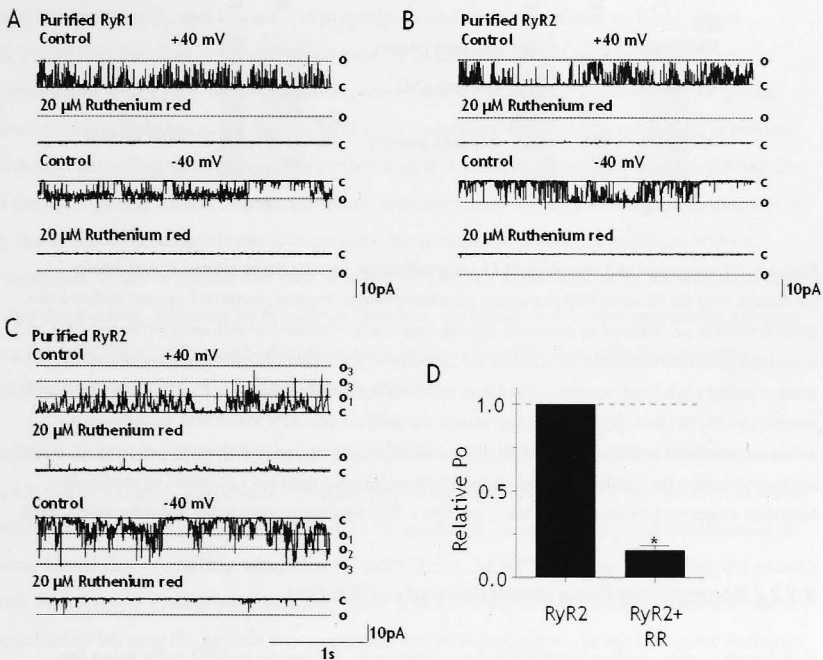 A
Purified RyR1
Control +40 mV
o
c
20 µM Ruthenium red
o
c
Control -40 mV
c
o
20 µM Ruthenium red
c
o
10pA
B
Purified RyR2
Control +40 mV
o
c
20 µM Ruthenium red
o
c
Control -40 mV
c
o
20 µM Ruthenium red
c
o
10pA
C
Purified RyR2
Control +40 mV
o3
o2
o1
c
20 µM Ruthenium red
o
c
Control -40 mV
c
o1
o2
o3
20 µM Ruthenium red
c
o
10pA
1s
D
Relative Po
1.0
0.5
0.0
*
RyR2
RyR2+
RR